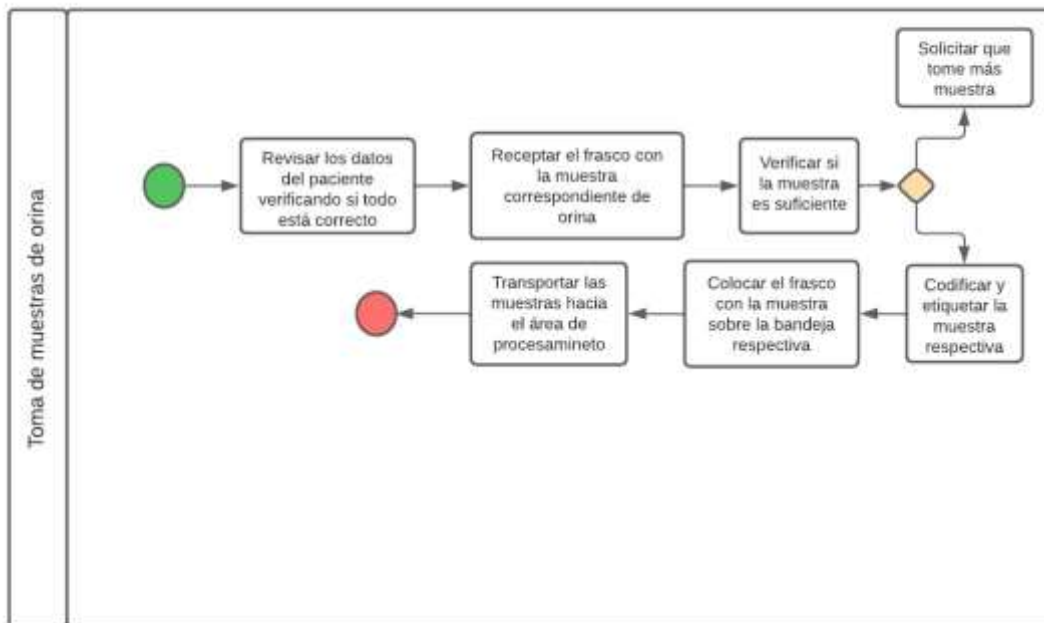 Toma de muestras de orina
Revisar los datos
del paciente
verificando si todo
está correcto
Receptar el frasco con
la muestra
correspondiente de
orina
Verificar si
la muestra
es suficiente
Solicitar que
tome más
muestra
Codificar y
etiquetar la
muestra
respectiva
Colocar el frasco
con la muestra
sobre la bandeja
respectiva
Transportar las
muestras hacia
el área de
procesamineto